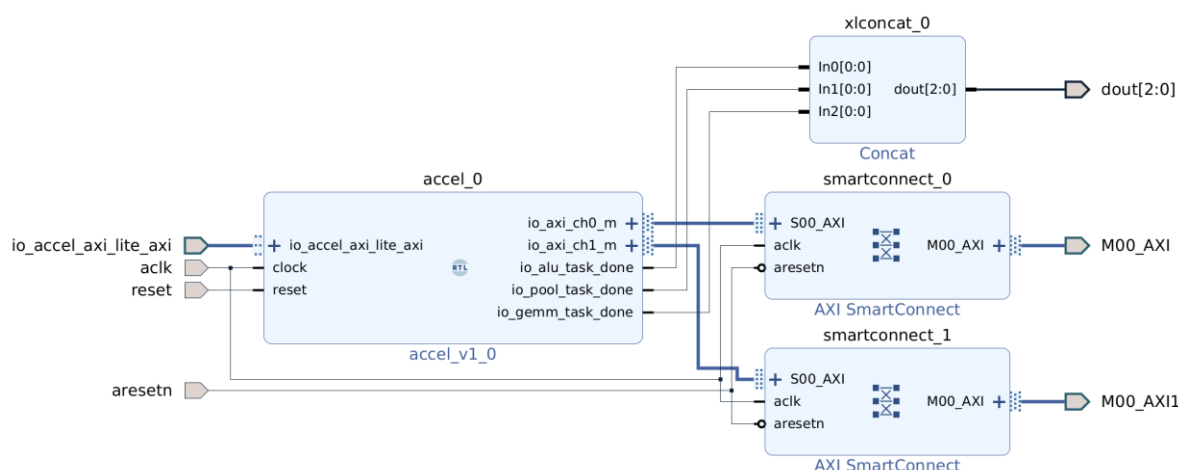 xlconcat_0
In0[0:0]
In1[0:0]
In2[0:0]
dout[2:0]
Concat
dout[2:0]
accel_0
io_accel_axi_lite_axi
aclk
reset
aresetn
io_accel_axi_lite_axi
clock
reset
RTL
io_axi_ch0_m
io_axi_ch1_m
io_alu_task_done
io_pool_task_done
io_gemm_task_done
accel_v1_0
smartconnect_0
S00_AXI
aclk
aresetn
M00_AXI
AXI SmartConnect
M00_AXI
smartconnect_1
S00_AXI
aclk
aresetn
M00_AXI
AXI SmartConnect
M00_AXI1